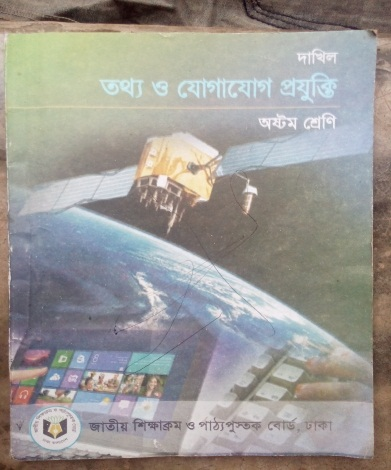 দাখিল
তথ্য ও যোগাযোগ প্রযুক্তি
অষ্টম শ্রেণি
জাতীয় শিক্ষাক্রম ও পাঠ্যপুস্তক বোর্ড, ঢাকা